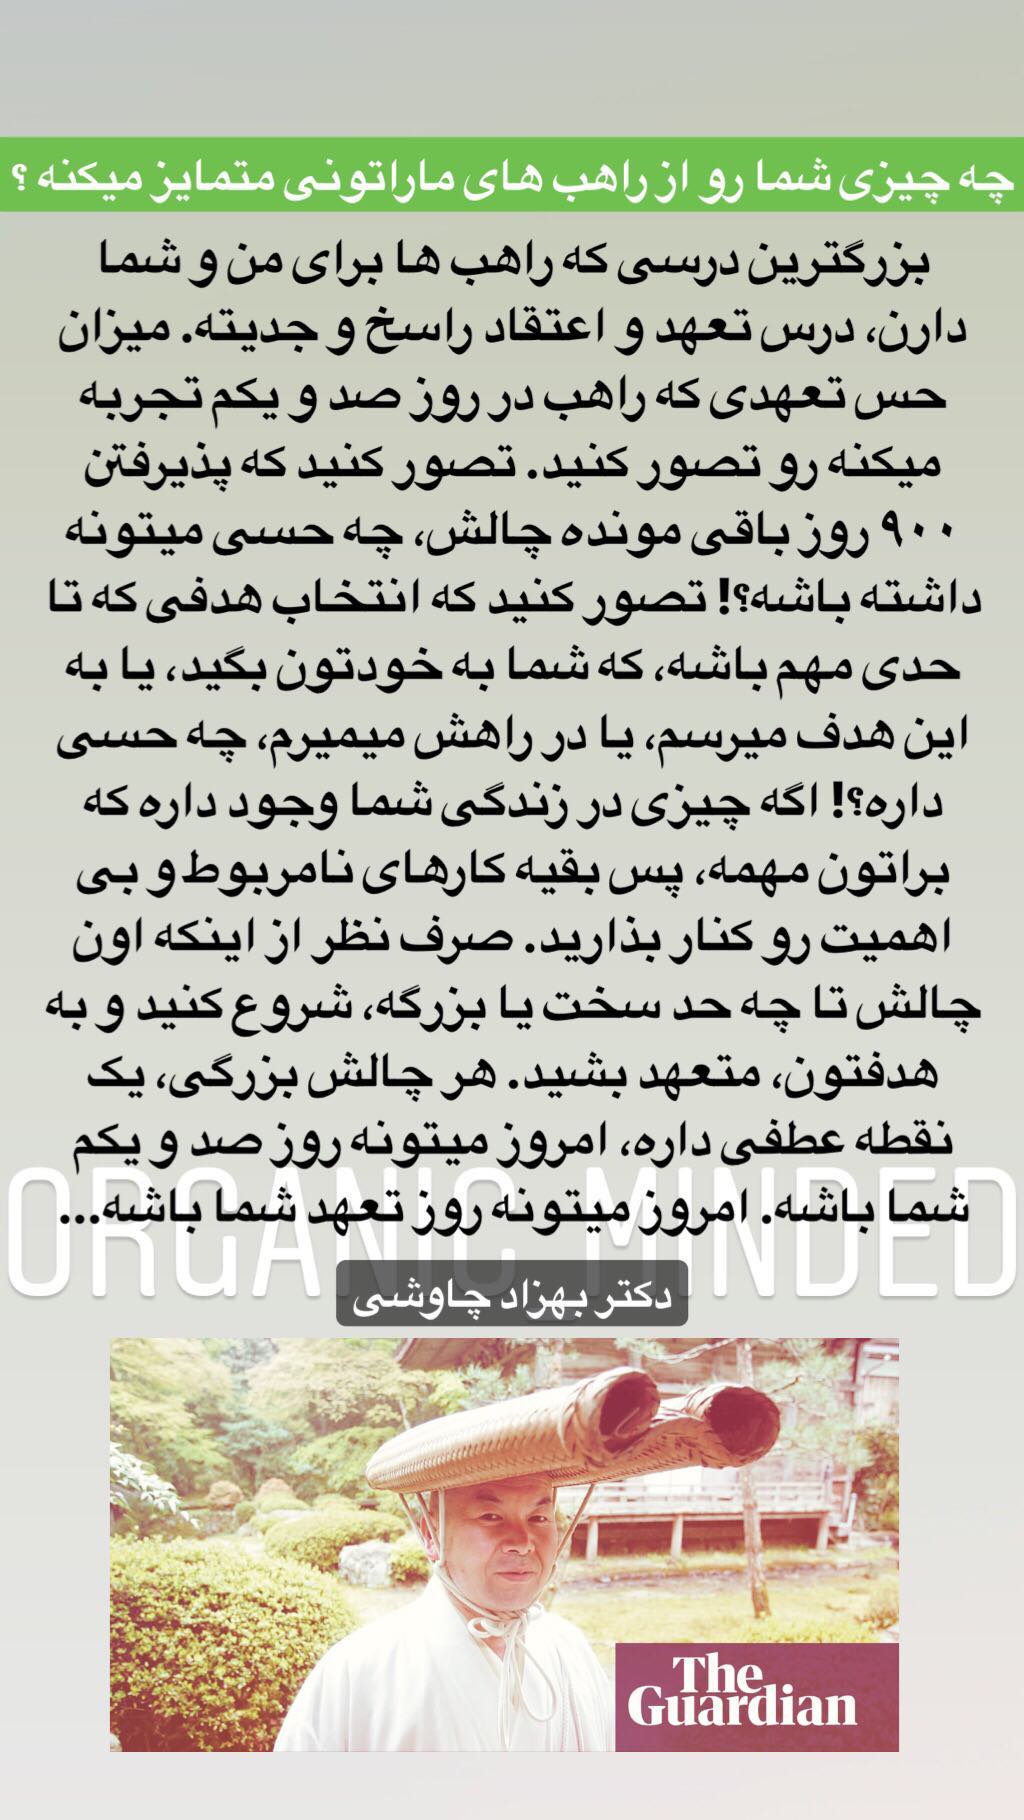 چه چیزی شما رو از راهب های ماراتونی متمایز میکنه ؟
بزرگترین درسی که راهب ها برای من و شما
دارن، درس تعهد و اعتقاد راسخ و جدیته. میزان
حس تعهدی که راهب در روز صد و یکم تجربه
میکنه رو تصور کنید. تصور کنید که پذیرفتن
۹۰۰ روز باقی مونده چالش، چه حسی میتونه
داشته باشه؟! تصور کنید که انتخاب هدفی که تا
حدی مهم باشه، که شما به خودتون بگید، یا به
این هدف میرسم، یا در راهش میمیرم، چه حسی
داره؟! اگه چیزی در زندگی شما وجود داره که
براتون مهمه، پس بقیه کارهای نامربوط و بی
اهمیت رو کنار بذارید. صرف نظر از اینکه اون
چالش تا چه حد سخت یا بزرگه، شروع کنید و به
هدفتون، متعهد بشید. هر چالش بزرگی، یک
نقطه عطفی داره، امروز میتونه روز صد و یکم
شما باشه. امروز میتونه روز تعهد شما باشه...
ORGANIC_MINDED
دکتر بهزاد چاوشی
The
Guardian